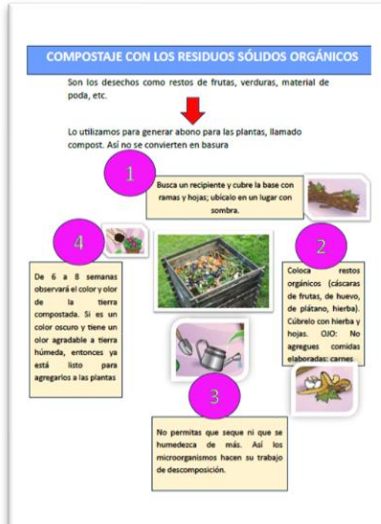 COMPOSTAJE CON LOS RESIDUOS SÓLIDOS ORGÁNICOS
Son los desechos como restos de frutas, verduras, material de
poda, etc.
Lo utilizamos para generar abono para las plantas, llamado
compost. Así no se convierten en basura
1
Busca un recipiente y cubre la base con
ramas y hojas; ubícalo en un lugar con
sombra.
2
Coloca restos
orgánicos (cáscaras
de frutas, de huevo,
de plátano, hierba).
Cúbrelo con hierba y
hojas. OJO: No
agregues comidas
elaboradas: carnes
3
No permitas que seque ni que se
humedezca de más. Así los
microorganismos hacen su trabajo
de descomposición.
4
De 6 a 8 semanas
observará el color y olor
de la tierra
compostada. Si es un
color oscuro y tiene un
olor agradable a tierra
húmeda, entonces ya
está listo para
agregarlos a las plantas